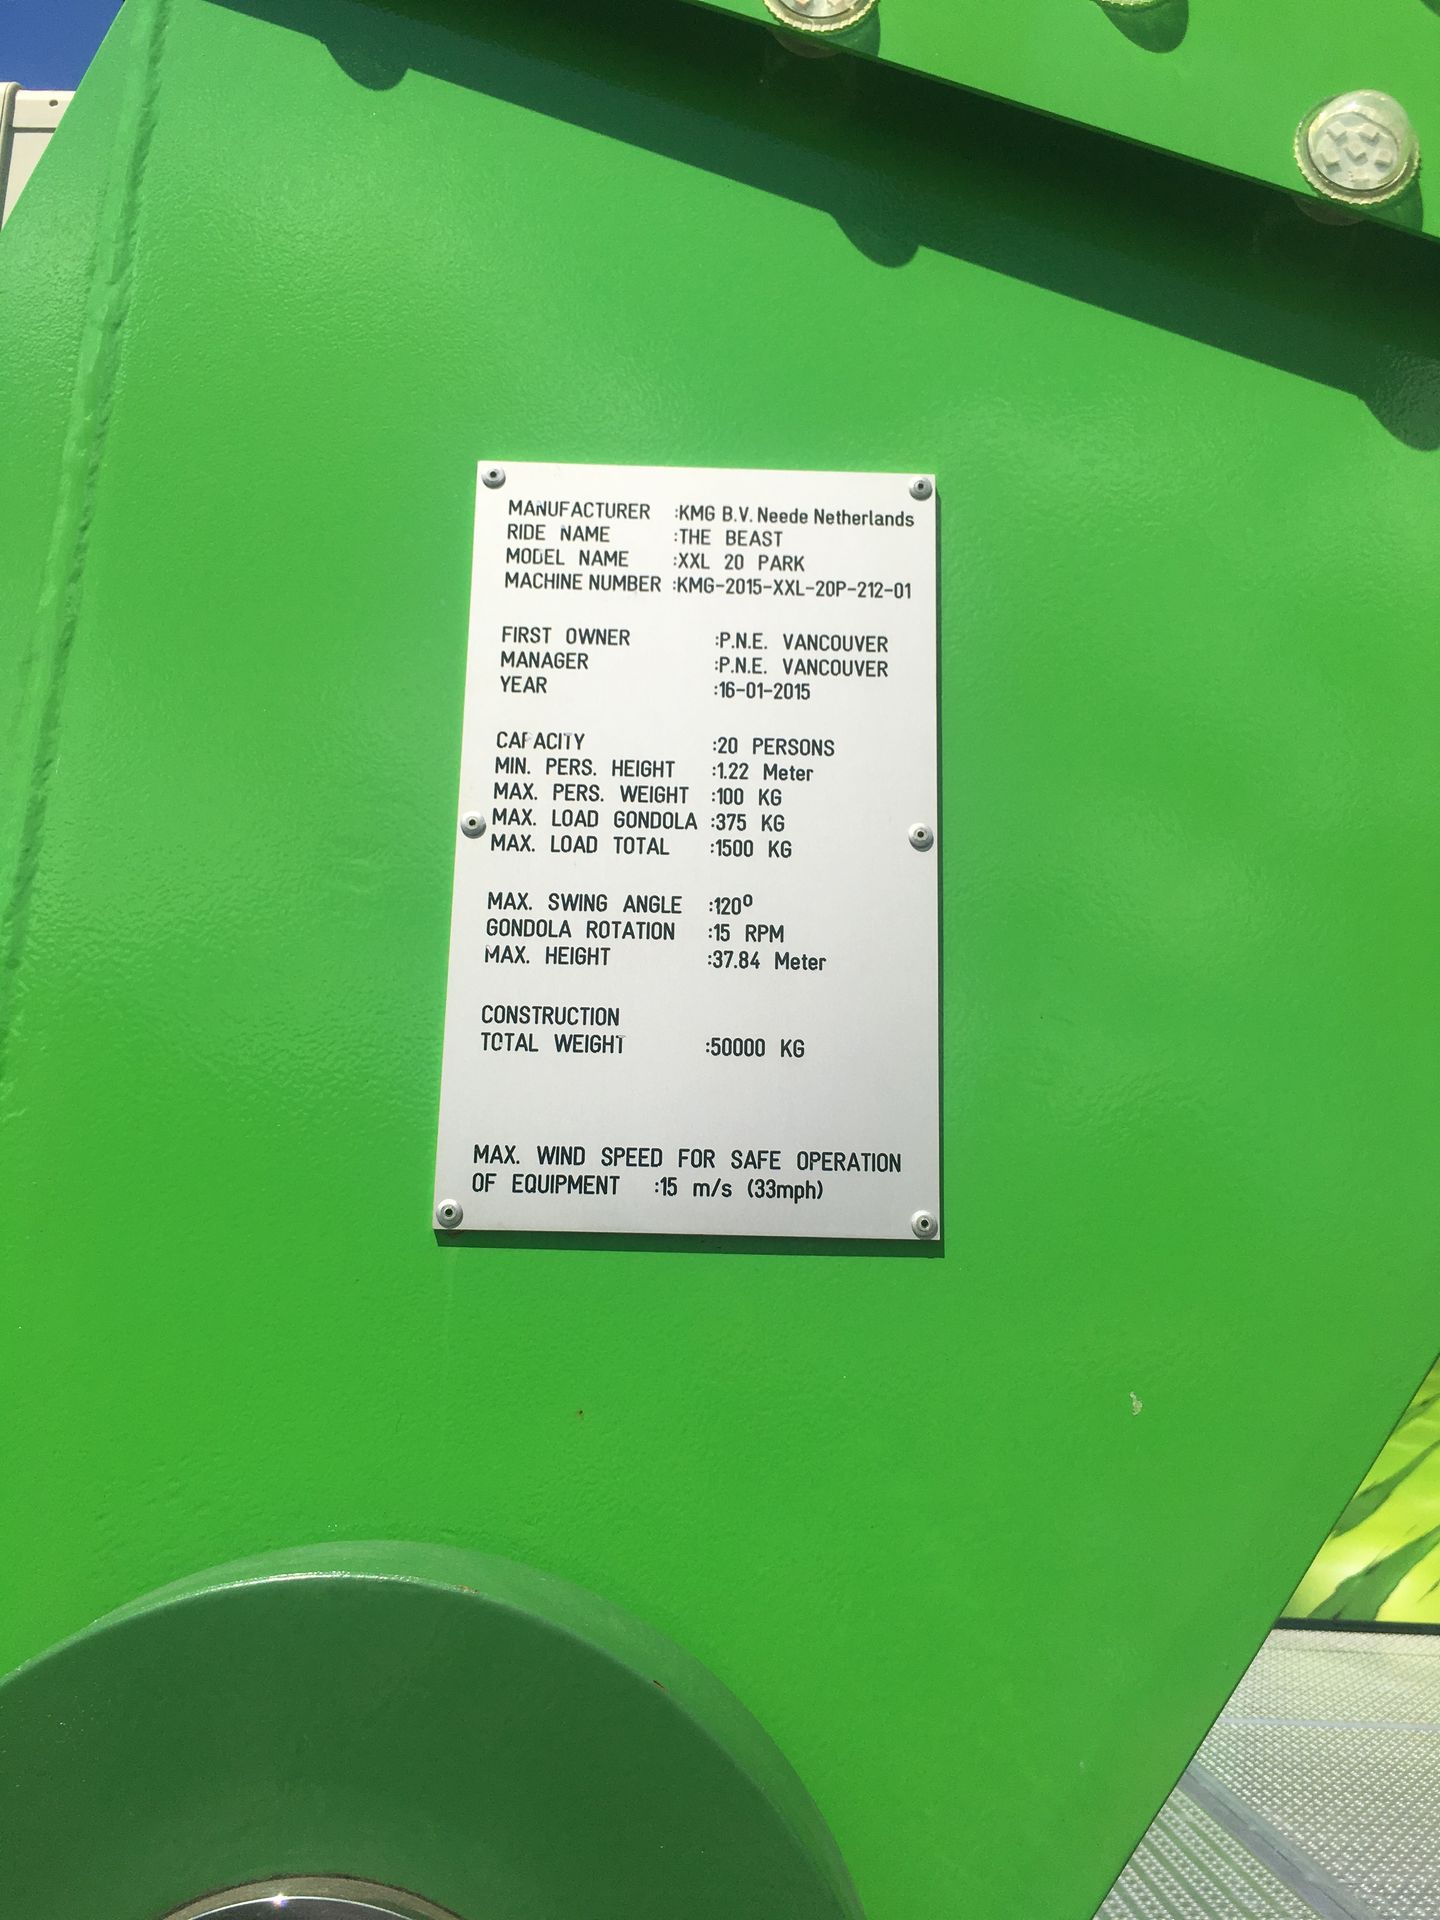 MANUFACTURER :KMG B.V. Neede Netherlands
RIDE NAME :THE BEAST
MODEL NAME :XXL 20 PARK
MACHINE NUMBER :KMG-2015-XXL-20P-212-01
FIRST OWNER :P.N.E. VANCOUVER
MANAGER :P.N.E. VANCOUVER
YEAR :16-01-2015
CAPACITY :20 PERSONS
MIN. PERS. HEIGHT :1.22 Meter
MAX. PERS. WEIGHT :100 KG
MAX. LOAD GONDOLA :375 KG
MAX. LOAD TOTAL :1500 KG
MAX. SWING ANGLE :120º
GONDOLA ROTATION :15 RPM
MAX. HEIGHT :37.84 Meter
CONSTRUCTION
TOTAL WEIGHT :50000 KG
MAX. WIND SPEED FOR SAFE OPERATION
OF EQUIPMENT :15 m/s (33mph)